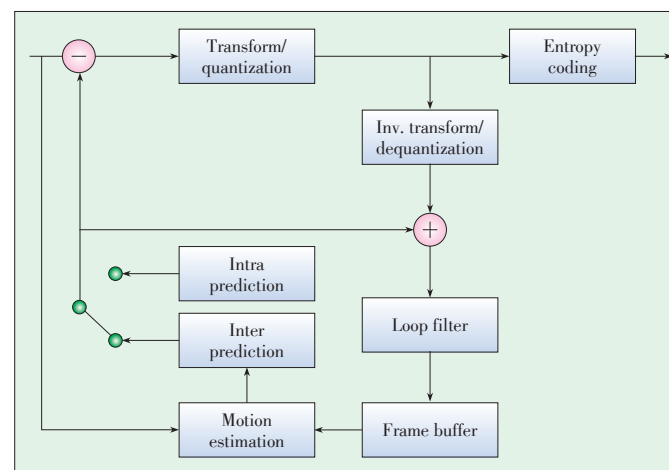 Transform/
quantization
Entropy
coding
−
Inv. transform/
dequantization
+
Intra
prediction
Loop filter
Inter
prediction
Motion
estimation
Frame buffer